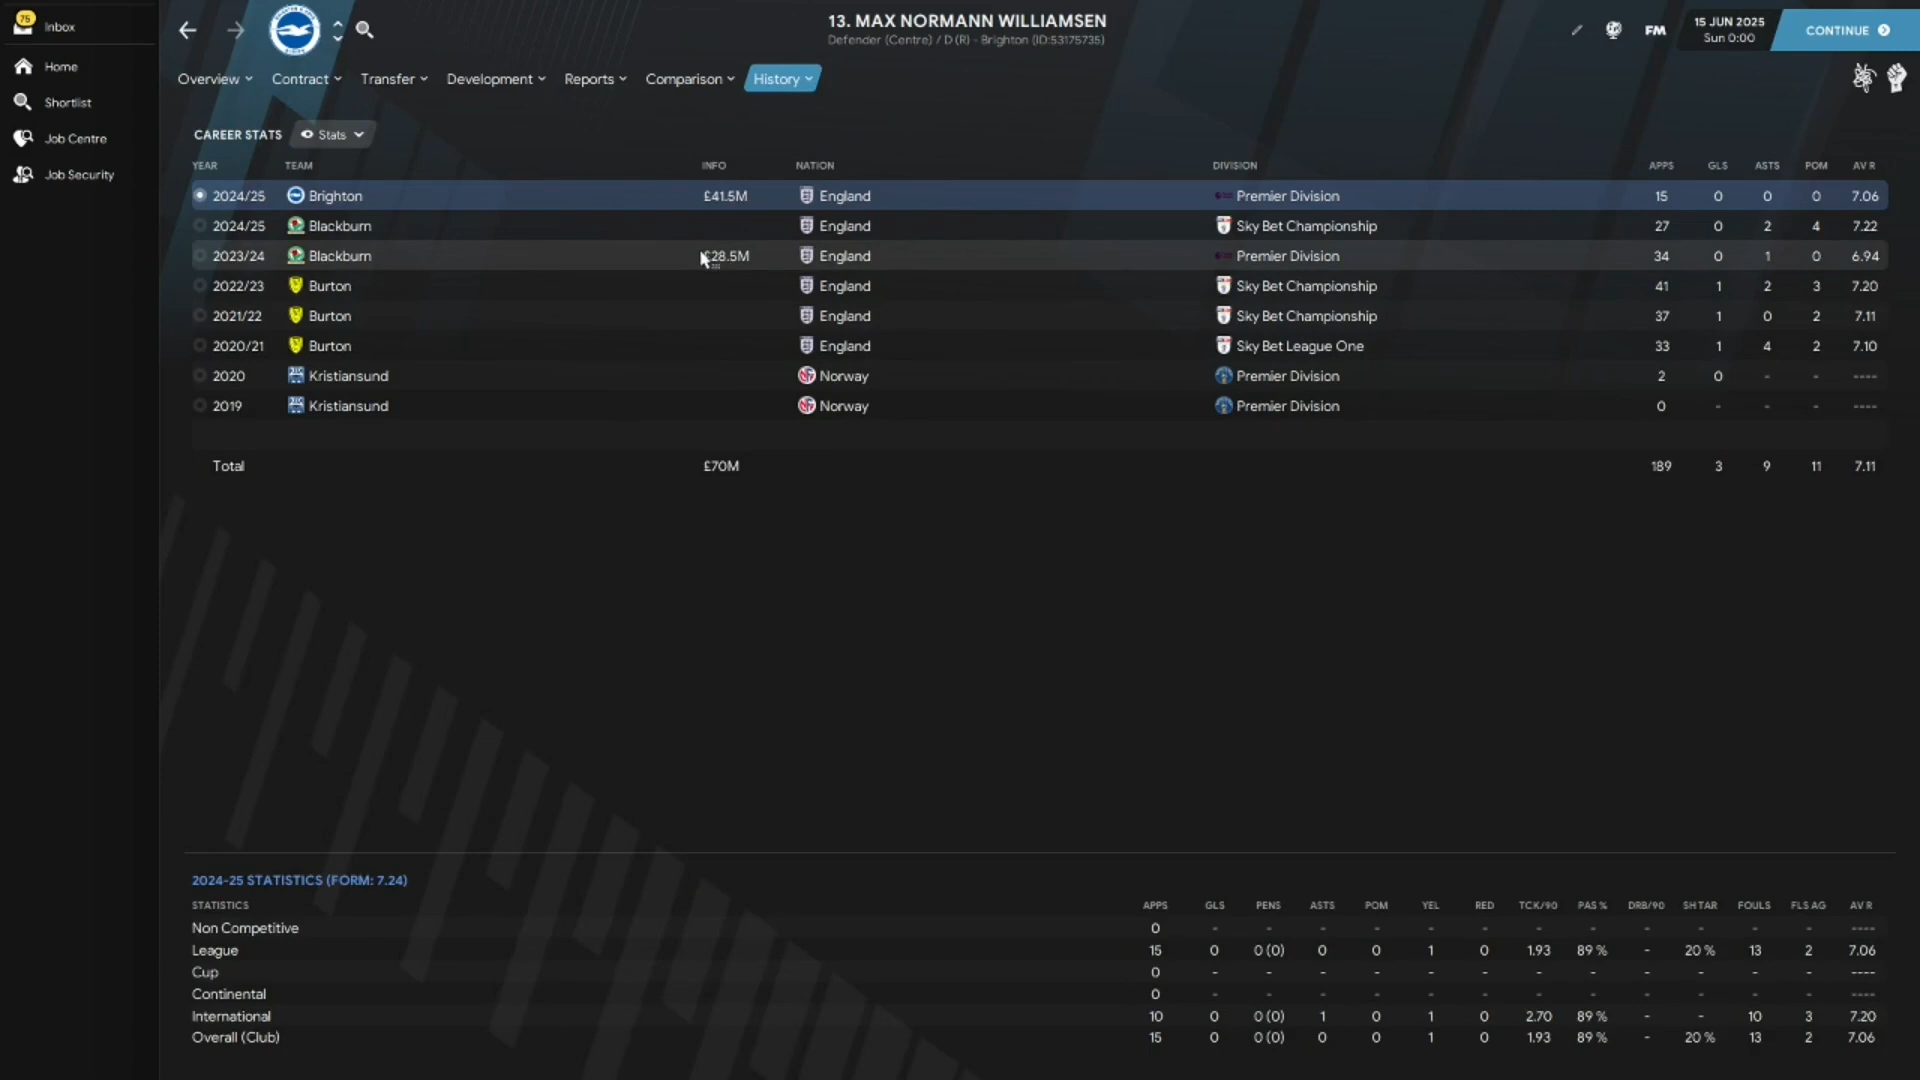 75
Inbox
Home
Shortlist
Job Centre
Job Security
13. MAX NORMANN WILLIAMSEN
Defender (Centre) / D (R) - Brighton (ID:53175735)
FM
15 JUN 2025
Sun 0:00
CONTINUE
Overview Contract Transfer Development Reports Comparison History
CAREER STATS Stats
YEAR TEAM INFO NATION DIVISION APPS GLS ASTS POM AV R
2024/25 Brighton £41.5M England Premier Division 15 0 0 0 7.06
2024/25 Blackburn England Sky Bet Championship 27 0 2 4 7.22
2023/24 Blackburn £28.5M England Premier Division 34 0 1 0 6.94
2022/23 Burton England Sky Bet Championship 41 1 2 3 7.20
2021/22 Burton England Sky Bet Championship 37 1 0 2 7.11
2020/21 Burton England Sky Bet League One 33 1 4 2 7.10
2020 Kristiansund Norway Premier Division 2 0 - - ----
2019 Kristiansund Norway Premier Division 0 - - - ----
Total £70M 189 3 9 11 7.11
2024-25 STATISTICS (FORM: 7.24)
STATISTICS APPS GLS PENS ASTS POM YEL RED TCK/90 PAS % DRB/90 SH TAR FOULS FLS AG AV R
Non Competitive 0 - - - - - - - - - - - - ----
League 15 0 0 (0) 0 0 1 0 1.93 89 % - 20 % 13 2 7.06
Cup 0 - - - - - - - - - - - - ----
Continental 0 - - - - - - - - - - - - ----
International 10 0 0 (0) 1 0 1 0 2.70 89 % - - 10 3 7.20
Overall (Club) 15 0 0 (0) 0 0 1 0 1.93 89 % - 20 % 13 2 7.06